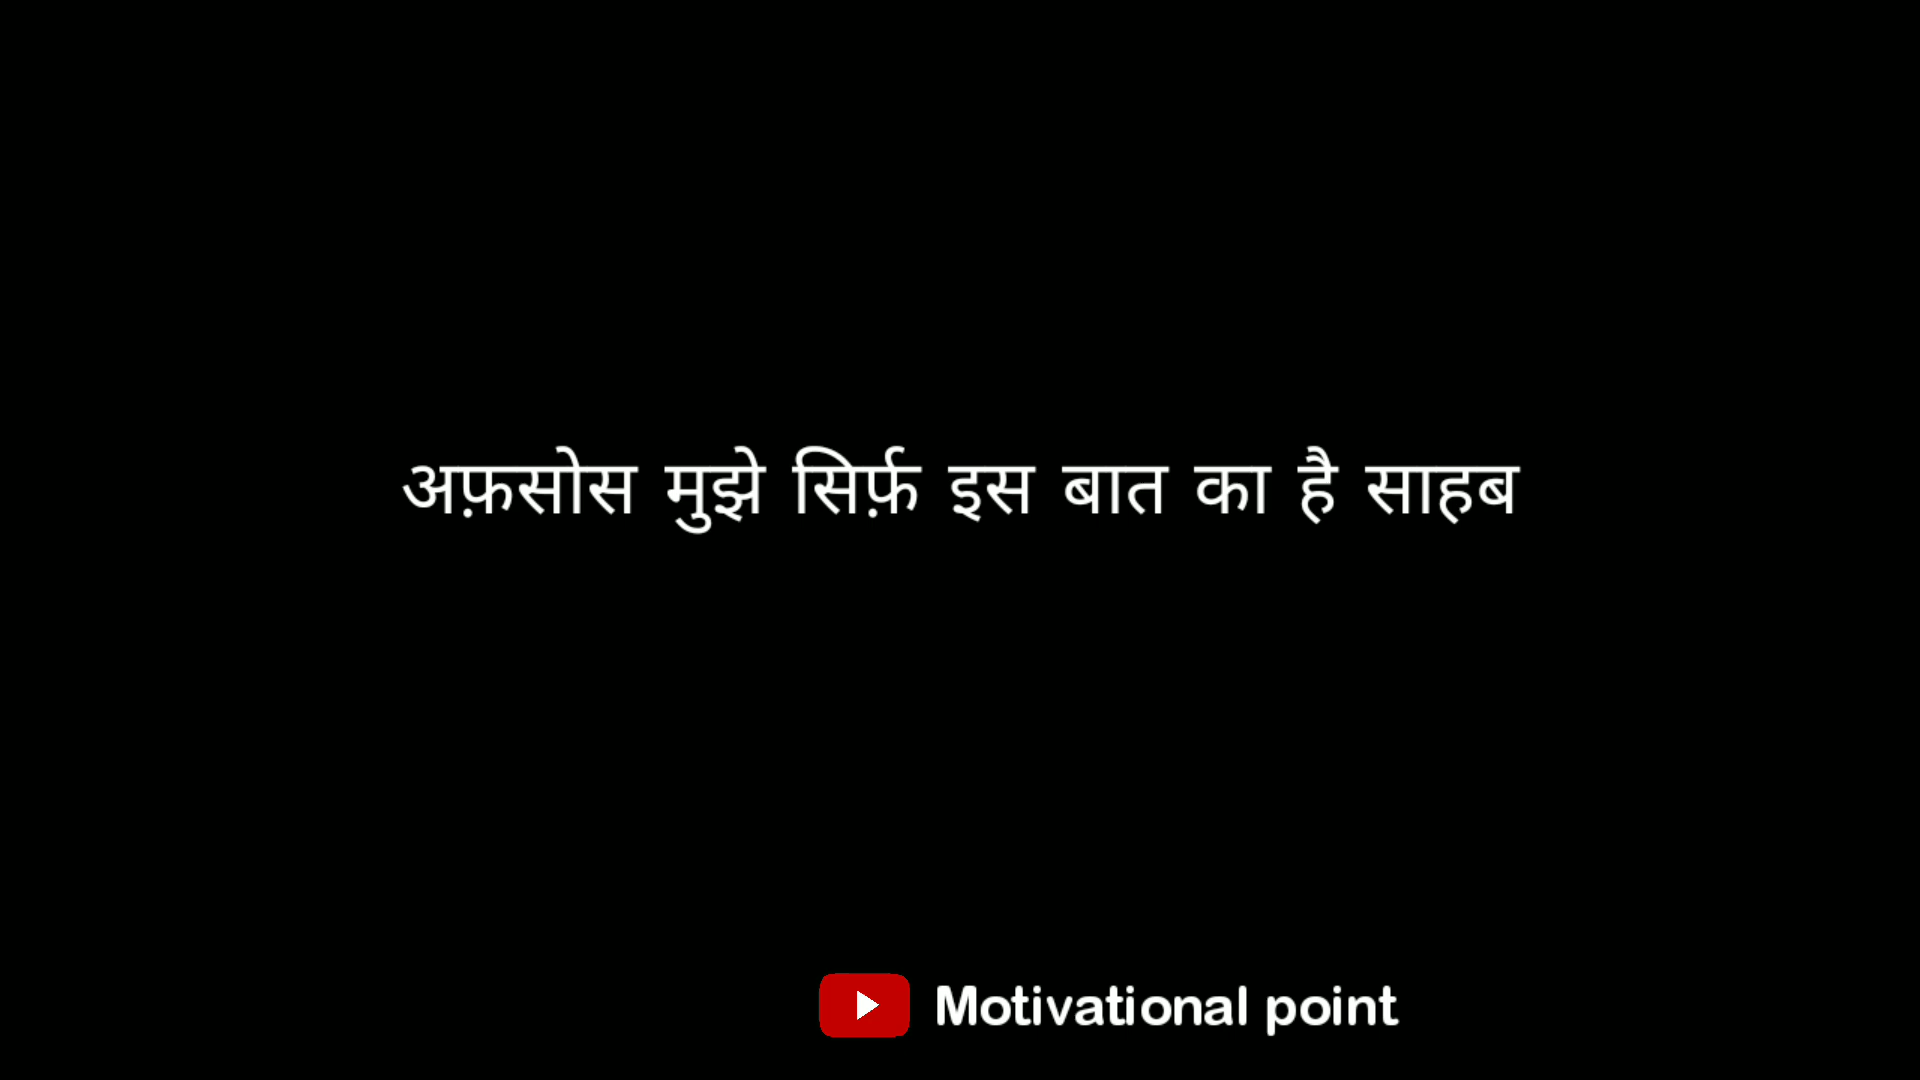 अफ़सोस मुझे सिर्फ़ इस बात का है साहब
Motivational point